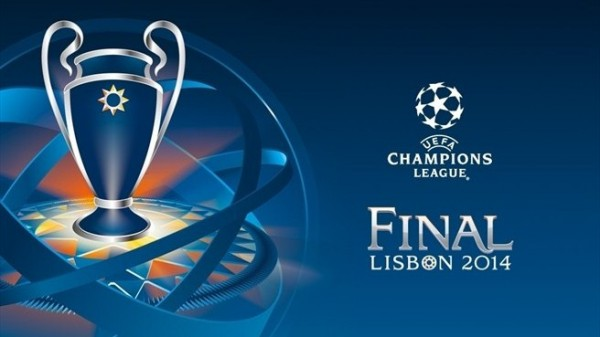 UEFA
CHAMPIONS
LEAGUE®
FINAL
LISBON 2014